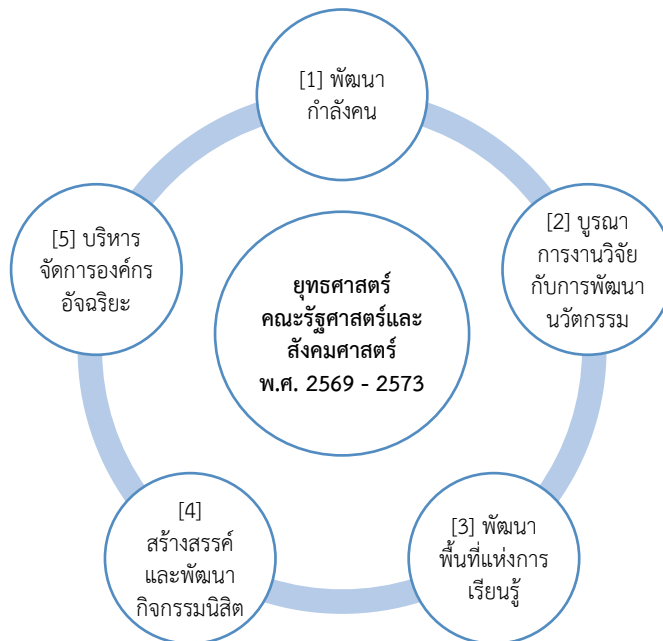 [1] พัฒนา
กำลังคน
[2] บูรณา
การงานวิจัย
กับการพัฒนา
นวัตกรรม
[3] พัฒนา
พื้นที่แห่งการ
เรียนรู้
[4]
สร้างสรรค์
และพัฒนา
กิจกรรมนิสิต
[5] บริหาร
จัดการองค์กร
อัจฉริยะ
ยุทธศาสตร์
คณะรัฐศาสตร์และ
สังคมศาสตร์
พ.ศ. 2569 - 2573